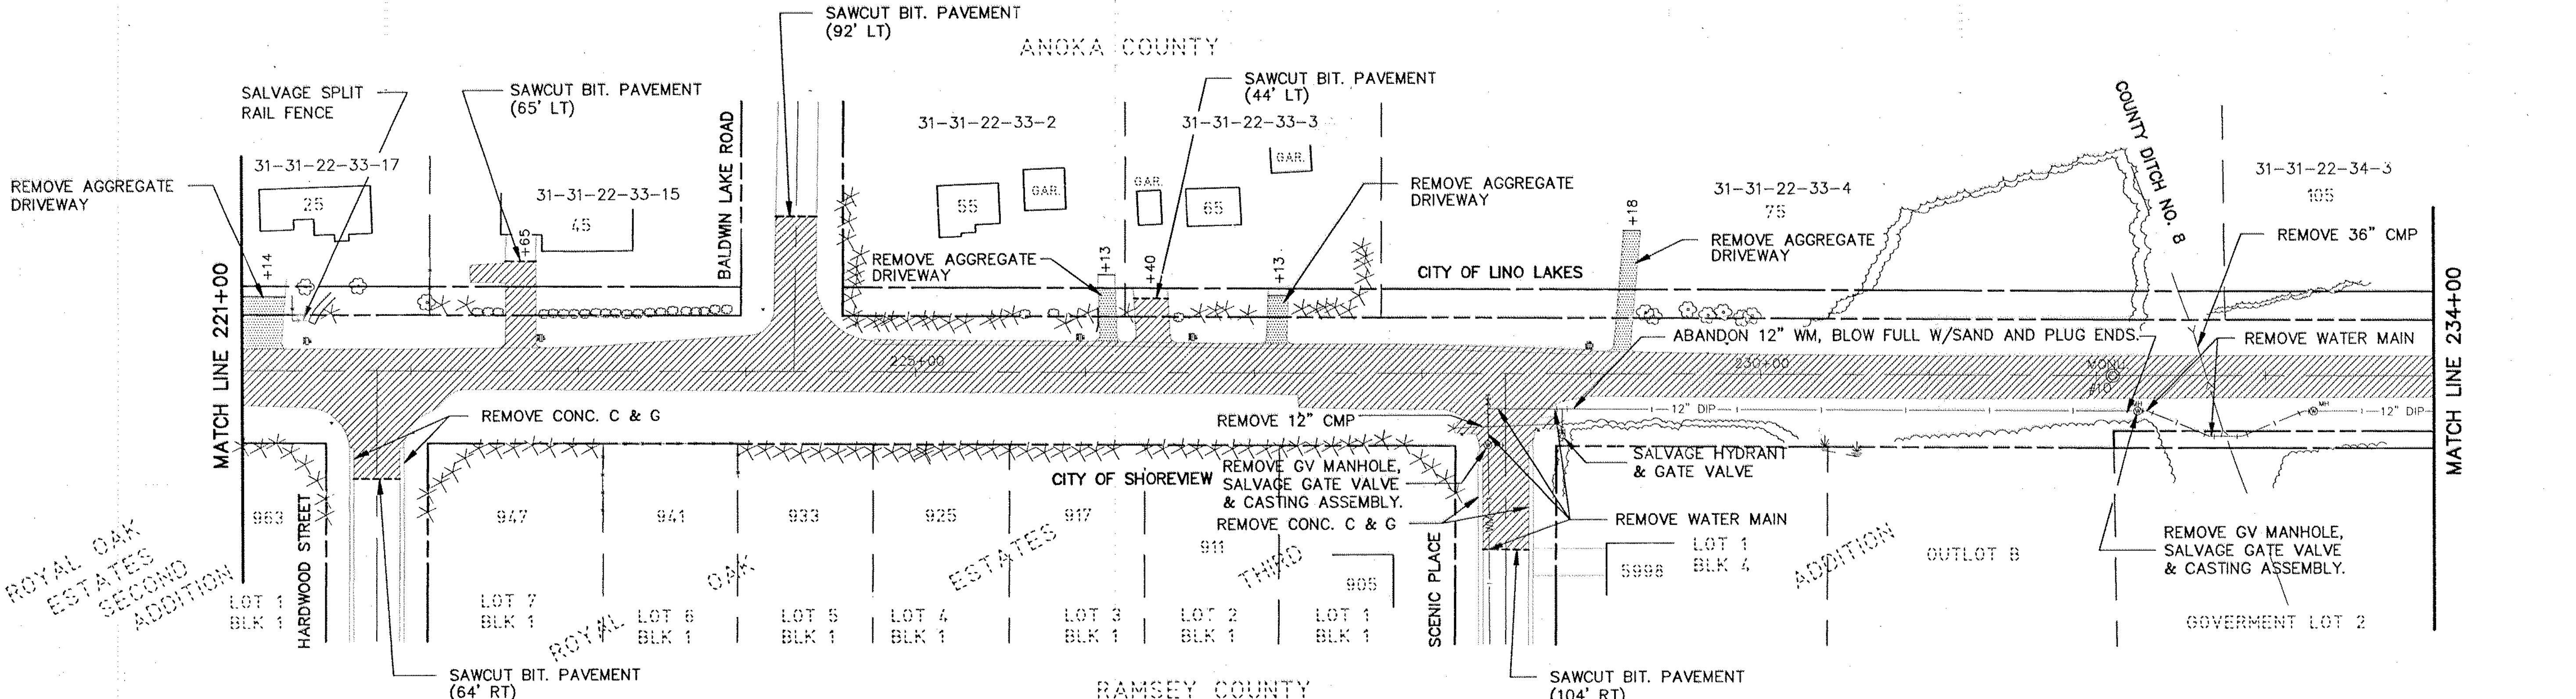 SAWCUT BIT. PAVEMENT
(92' LT)
ANOKA COUNTY
SALVAGE SPLIT
RAIL FENCE
SAWCUT BIT. PAVEMENT
(65' LT)
SAWCUT BIT. PAVEMENT
(44' LT)
31-31-22-33-17
31-31-22-33-15
31-31-22-33-2
31-31-22-33-3
31-31-22-33-4
31-31-22-34-3
REMOVE AGGREGATE
DRIVEWAY
25
45
BALDWIN LAKE ROAD
55
GAR.
GAR.
65
GAR.
REMOVE AGGREGATE
DRIVEWAY
75
105
COUNTY DITCH NO. 8
REMOVE 36" CMP
+14
+65
REMOVE AGGREGATE
DRIVEWAY
+13
+40
+13
CITY OF LINO LAKES
+18
REMOVE AGGREGATE
DRIVEWAY
MATCH LINE 221+00
MATCH LINE 234+00
ABANDON 12" WM, BLOW FULL W/SAND AND PLUG ENDS.
REMOVE WATER MAIN
225+00
230+00
MONU.
#10
12" DIP
MH
MH
12" DIP
REMOVE CONC. C & G
REMOVE 12" CMP
CITY OF SHOREVIEW
REMOVE GV MANHOLE,
SALVAGE GATE VALVE
& CASTING ASSEMBLY.
REMOVE CONC. C & G
SALVAGE HYDRANT
& GATE VALVE
REMOVE WATER MAIN
REMOVE GV MANHOLE,
SALVAGE GATE VALVE
& CASTING ASSEMBLY.
963
947
941
933
925
917
911
905
5998
HARDWOOD STREET
SCENIC PLACE
ROYAL OAK
ESTATES
SECOND
ADDITION
ROYAL OAK ESTATES THIRD ADDITION
LOT 1
BLK 1
LOT 7
BLK 1
LOT 6
BLK 1
LOT 5
BLK 1
LOT 4
BLK 1
LOT 3
BLK 1
LOT 2
BLK 1
LOT 1
BLK 1
LOT 1
BLK 4
OUTLOT B
GOVERMENT LOT 2
SAWCUT BIT. PAVEMENT
(64' RT)
RAMSEY COUNTY
SAWCUT BIT. PAVEMENT
(104' RT)